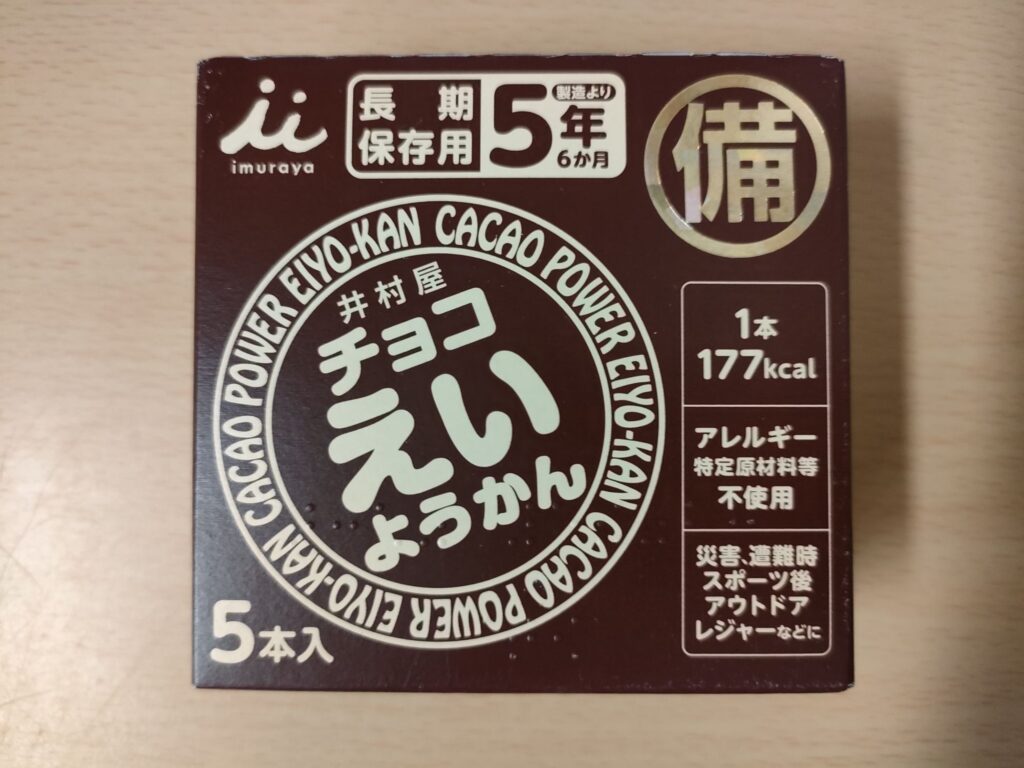 imuraya
長期
保存用
5年
製造より
6か月
備
CACAO POWER EIYO-KAN CACAO POWER EIYO-KAN CACAO POWER EIYO-KAN CACAO POWER EIYO-KAN
井村屋
チョコ
えい
ようかん
1本
177kcal
アレルギー
特定原材料等
不使用
災害、遭難時
スポーツ後
アウトドア
レジャーなどに
5本入